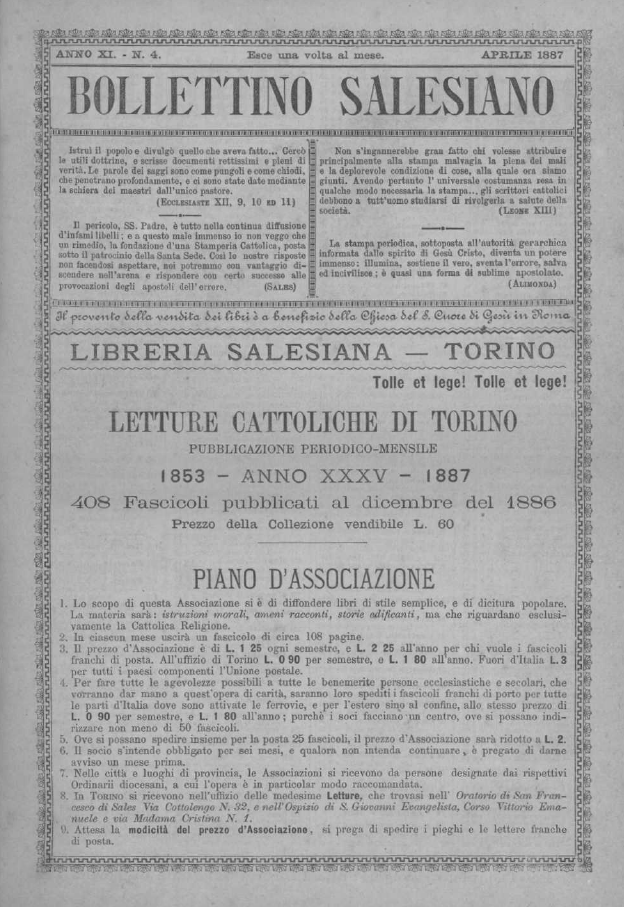 ANNO XI. - N. 4.
Esce una volta al mese.
APRILE 1887
BOLLETTINO SALESIANO
Istruì il popolo e divulgò quello che aveva fatto... Cercò
le utili dottrine, e scrisse documenti rettissimi e pieni di
verità. Le parole dei saggi sono come pungoli e come chiodi,
che penetrano profondamente, e ci sono state date mediante
la schiera dei maestri dall'unico pastore.
(ECCLESIASTE XII, 9, 10 ED 11)
Il pericolo, SS. Padre, è tutto nella continua diffusione
d'infami libelli; e a questo male immenso io non veggo che
un rimedio, la fondazione d'una Stamperia Cattolica, posta
sotto il patrocinio della Santa Sede. Così le nostre risposte
non facendosi aspettare, noi potremmo con vantaggio di-
scendere nell'arena e rispondere con certo successo alle
provocazioni degli apostoli dell'errore.
(SALES)
Non s'ingannerebbe gran fatto chi volesse attribuire
principalmente alla stampa malvagia la piena dei mali
e la deplorevole condizione di cose, alla quale ora siamo
giunti. Avendo pertanto l'universale costumanza resa in
qualche modo necessaria la stampa..., gli scrittori cattolici
debbono a tutt'uomo studiarsi di rivolgerla a salute della
società.
(LEONE XIII)
La stampa periodica, sottoposta all'autorità gerarchica
informata dallo spirito di Gesù Cristo, diventa un potere
immenso: illumina, sostiene il vero, sventa l'errore, salva
ed incivilisce; è quasi una forma di sublime apostolato.
(ALIMONDA)
Il provento della vendita dei libri è a benefizio della Chiesa del S. Cuore di Gesù in Roma
LIBRERIA SALESIANA — TORINO
Tolle et lege! Tolle et lege!
LETTURE CATTOLICHE DI TORINO
PUBBLICAZIONE PERIODICO-MENSILE
1853 - ANNO XXXV - 1887
408 Fascicoli pubblicati al dicembre del 1886
Prezzo della Collezione vendibile L. 60
PIANO D'ASSOCIAZIONE
1. Lo scopo di questa Associazione si è di diffondere libri di stile semplice, e di dicitura popolare.
La materia sarà: istruzioni morali, ameni racconti, storie edificanti, ma che riguardano esclusi-
vamente la Cattolica Religione.
2. In ciascun mese uscirà un fascicolo di circa 108 pagine.
3. Il prezzo d'Associazione è di L. 1 25 ogni semestre, e L. 2 25 all'anno per chi vuole i fascicoli
franchi di posta. All'uffizio di Torino L. 0 90 per semestre, e L. 1 80 all'anno. Fuori d'Italia L. 3
per tutti i paesi componenti l'Unione postale.
4. Per fare tutte le agevolezze possibili a tutte le benemerite persone ecclesiastiche e secolari, che
vorranno dar mano a quest'opera di carità, saranno loro spediti i fascicoli franchi di porto per tutte
le parti d'Italia dove sono attivate le ferrovie, e per l'estero sino al confine, allo stesso prezzo di
L. 0 90 per semestre, e L. 1 80 all'anno; purchè i soci facciano un centro, ove si possano indi-
rizzare non meno di 50 fascicoli.
5. Ove si possano spedire insieme per la posta 25 fascicoli, il prezzo d'Associazione sarà ridotto a L. 2.
6. Il socio s'intende obbligato per sei mesi, e qualora non intenda continuare, è pregato di darne
avviso un mese prima.
7. Nelle città e luoghi di provincia, le Associazioni si ricevono da persone designate dai rispettivi
Ordinarii diocesani, a cui l'opera è in particolar modo raccomandata.
8. In TORINO si ricevono nell'uffizio delle medesime Letture, che trovasi nell' Oratorio di San Fran-
cesco di Sales Via Cottolengo N. 32, e nell'Ospizio di S. Giovanni Evangelista, Corso Vittorio Ema-
nuele e via Madama Cristina N. 1.
9. Attesa la modicità del prezzo d'Associazione, si prega di spedire i pieghi e le lettere franche
di posta.